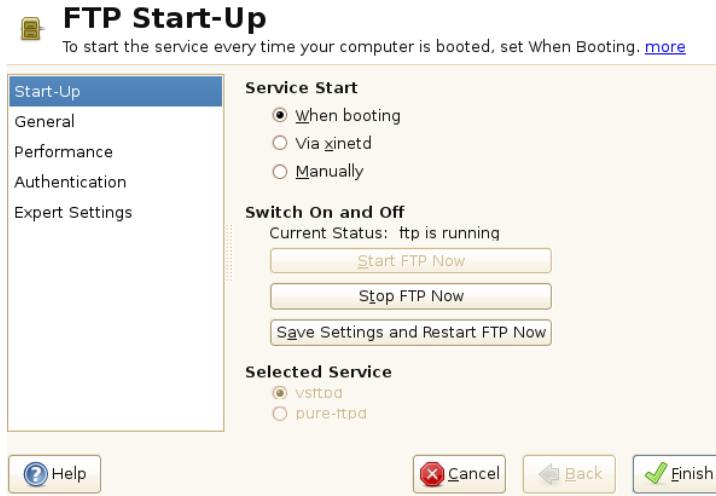 FTP Start-Up
To start the service every time your computer is booted, set When Booting. more
Start-Up
General
Performance
Authentication
Expert Settings
Service Start
When booting
Via xinetd
Manually
Switch On and Off
Current Status: ftp is running
Start FTP Now
Stop FTP Now
Save Settings and Restart FTP Now
Selected Service
vsftpd
pure-ftpd
Help
Cancel
Back
Finish